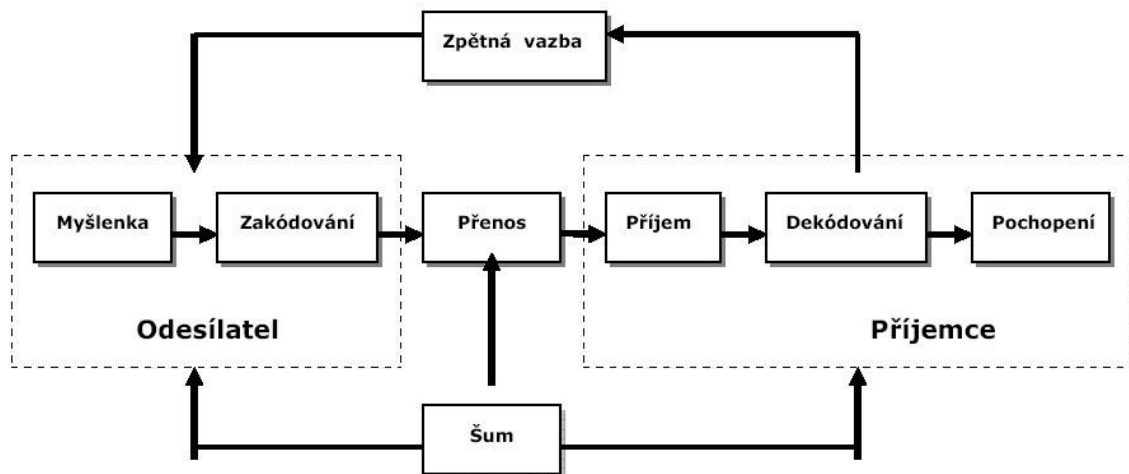 Zpětná vazba
Myšlenka
Zakódování
Přenos
Příjem
Dekódování
Pochopení
Odesílatel
Příjemce
Šum